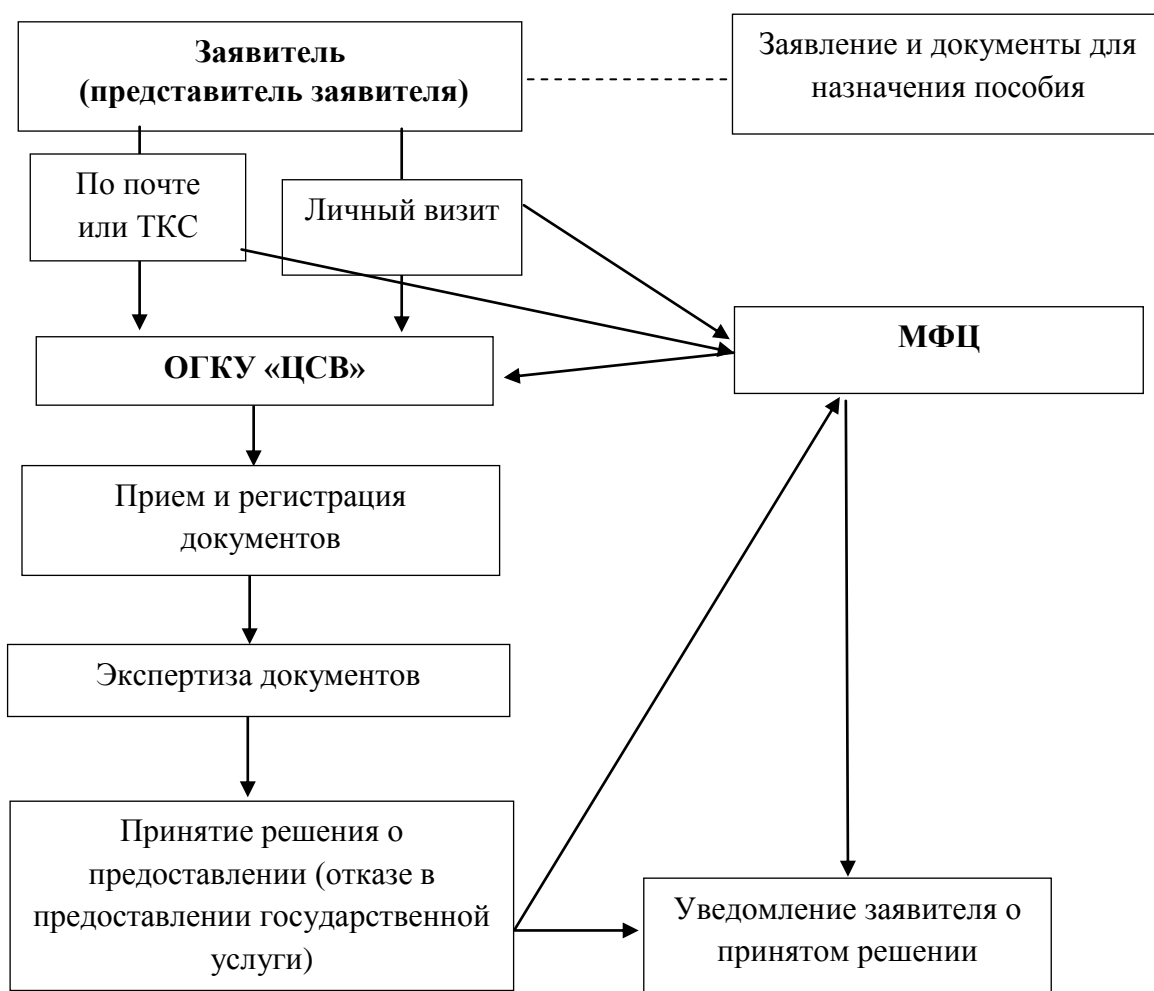 Заявитель
(представитель заявителя)
Заявление и документы для
назначения пособия
По почте
или ТКС
Личный визит
ОГКУ «ЦСВ»
МФЦ
Прием и регистрация
документов
Экспертиза документов
Принятие решения о
предоставлении (отказе в
предоставлении государственной
услуги)
Уведомление заявителя о
принятом решении